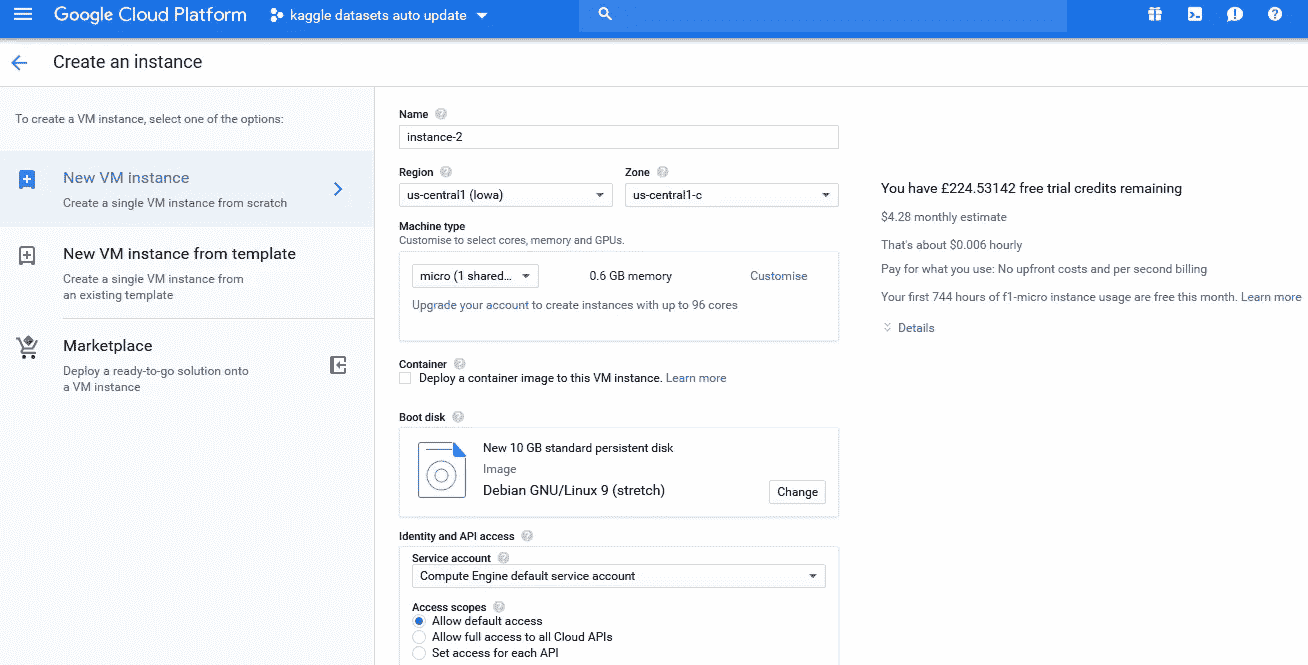 Google Cloud Platform
kaggle datasets auto update
Create an instance
To create a VM instance, select one of the options:
New VM instance
Create a single VM instance from scratch
New VM instance from template
Create a single VM instance from
an existing template
Marketplace
Deploy a ready-to-go solution onto
a VM instance
Name
instance-2
Region
Zone
us-central1 (Iowa)
us-central1-c
Machine type
Customise to select cores, memory and GPUs.
micro (1 shared...
0.6 GB memory
Customise
Upgrade your account to create instances with up to 96 cores
Container
Deploy a container image to this VM instance. Learn more
Boot disk
New 10 GB standard persistent disk
Image
Debian GNU/Linux 9 (stretch)
Change
Identity and API access
Service account
Compute Engine default service account
Access scopes
Allow default access
Allow full access to all Cloud APIs
Set access for each API
You have £224.53142 free trial credits remaining
$4.28 monthly estimate
That's about $0.006 hourly
Pay for what you use: No upfront costs and per second billing
Your first 744 hours of f1-micro instance usage are free this month. Learn more
Details